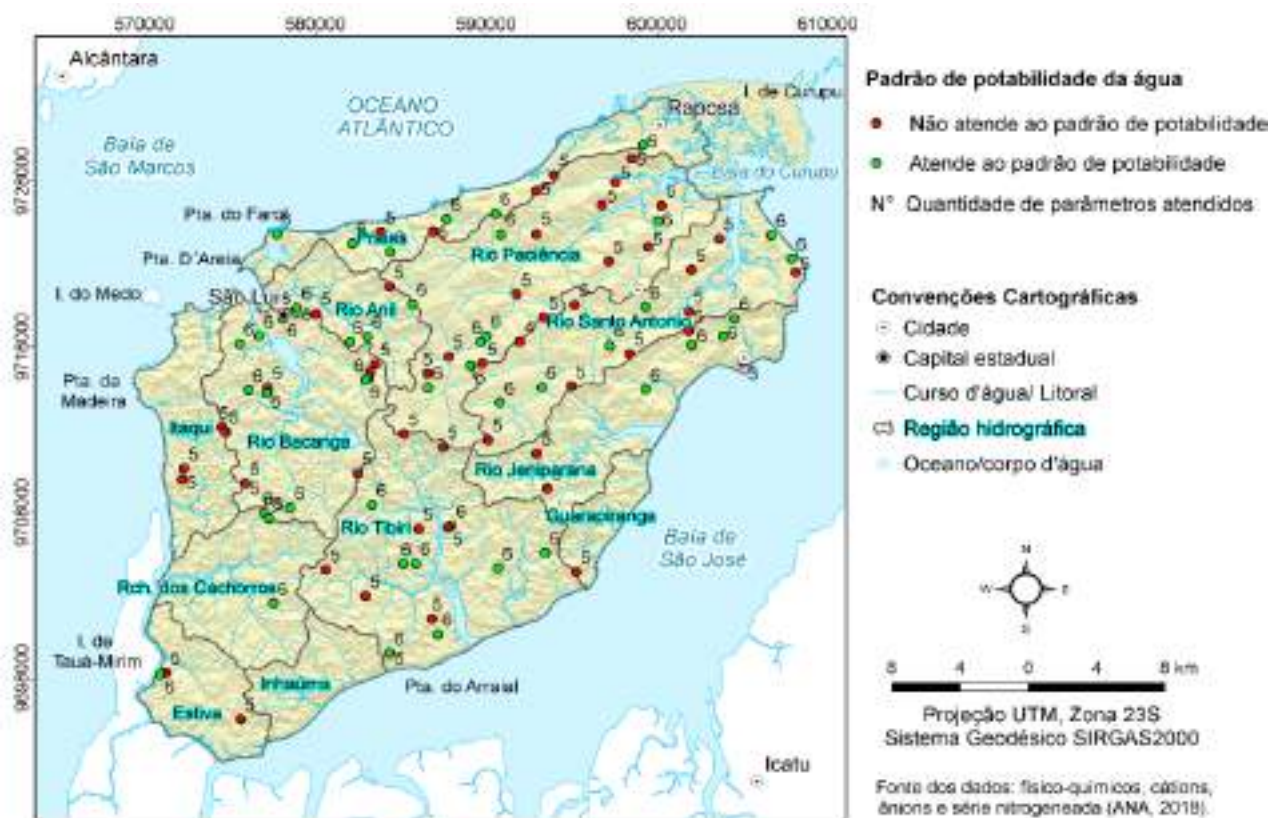 570000
580000
590000
600000
610000
9728000
9718000
9708000
9698000
Alcântara
OCEANO
ATLÂNTICO
I. de Curupu
Raposa
Baía de
São Marcos
Baía do Curupu
Pta. do Farol
Praias
Rio Paciência
Pta. D'Areia
I. do Medo
São Luís
Rio Anil
Rio Santo Antonio
Pta. da
Madeira
Itaqui
Rio Bacanga
Rio Jeniparana
Rio Tibiri
Guarapiranga
Baía de
São José
Rch. dos Cachorros
I. de
Tauá-Mirim
Inhaúma
Pta. do Arraial
Estiva
Icatu
Padrão de potabilidade da água
Não atende ao padrão de potabilidade
Atende ao padrão de potabilidade
N° Quantidade de parâmetros atendidos
Convenções Cartográficas
Cidade
Capital estadual
Curso d'água/ Litoral
Região hidrográfica
Oceano/corpo d'água
N
W
E
S
8 4 0 4 8 km
Projeção UTM, Zona 23S
Sistema Geodésico SIRGAS2000
Fonte dos dados: físico-químicos, cátions,
ânions e série nitrogeneada (ANA, 2018).